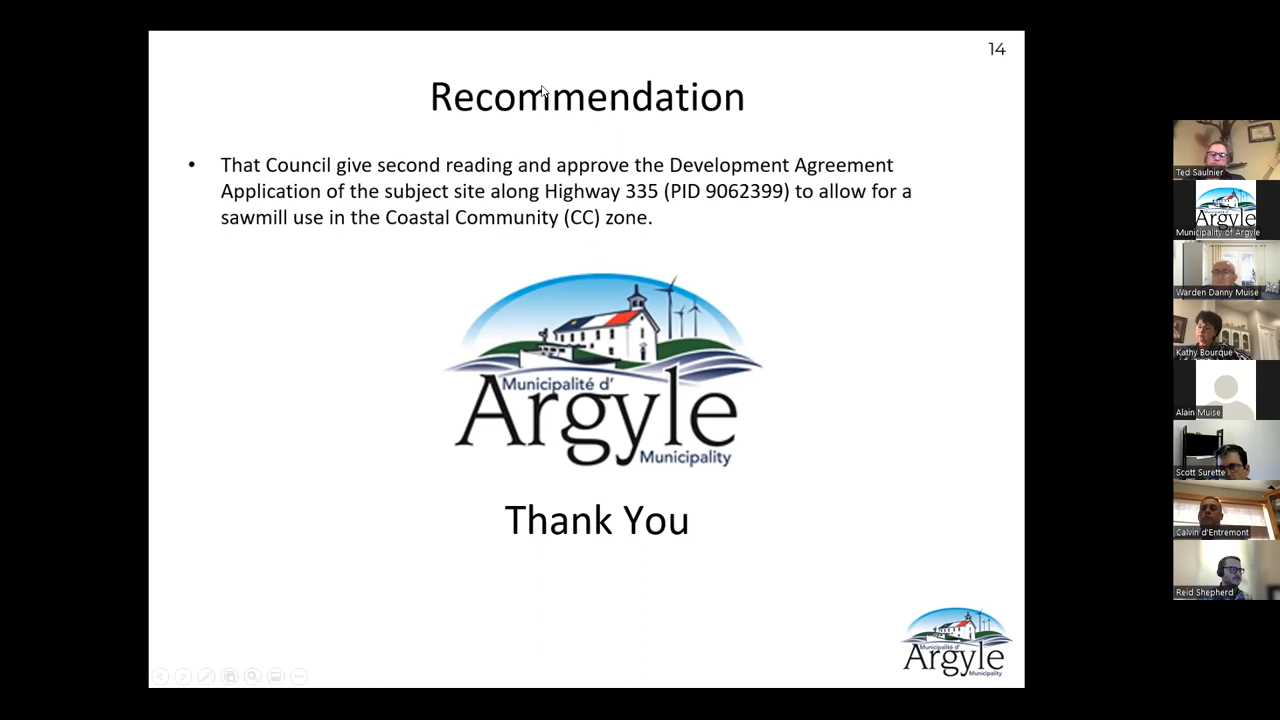 14
Recommendation
• That Council give second reading and approve the Development Agreement
Application of the subject site along Highway 335 (PID 9062399) to allow for a
sawmill use in the Coastal Community (CC) zone.
Municipalité d'
Argyle
Municipality
Thank You
Municipalité d'
Argyle
Municipality
Ted Saulnier
Argyle
Municipality of Argyle
Warden Danny Muise
Kathy Bourque
Alain Muise
Scott Surette
Calvin d'Entremont
Reid Shepherd